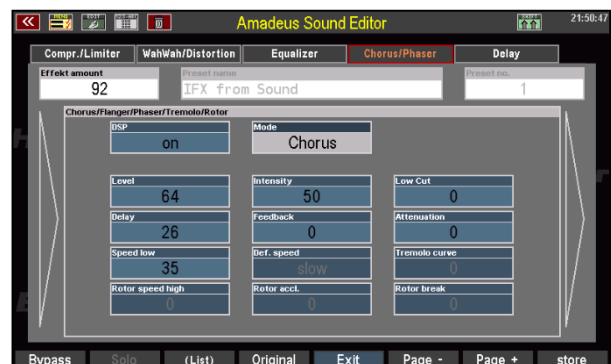 MENU EDIT SHIFT 21:50:47
Amadeus Sound Editor
Compr./Limiter WahWah/Distortion Equalizer Chorus/Phaser Delay
Effekt amount Preset name Preset no.
92 IFX from Sound 1
Chorus/Flanger/Phaser/Tremolo/Rotor
DSP Mode
on Chorus
Level Intensity Low Cut
64 50 0
Delay Feedback Attenuation
26 0 0
Speed low Def. speed Tremolo curve
35 slow 0
Rotor speed high Rotor accl. Rotor break
0 0 0
Bypass Solo (List) Original Exit Page - Page + store